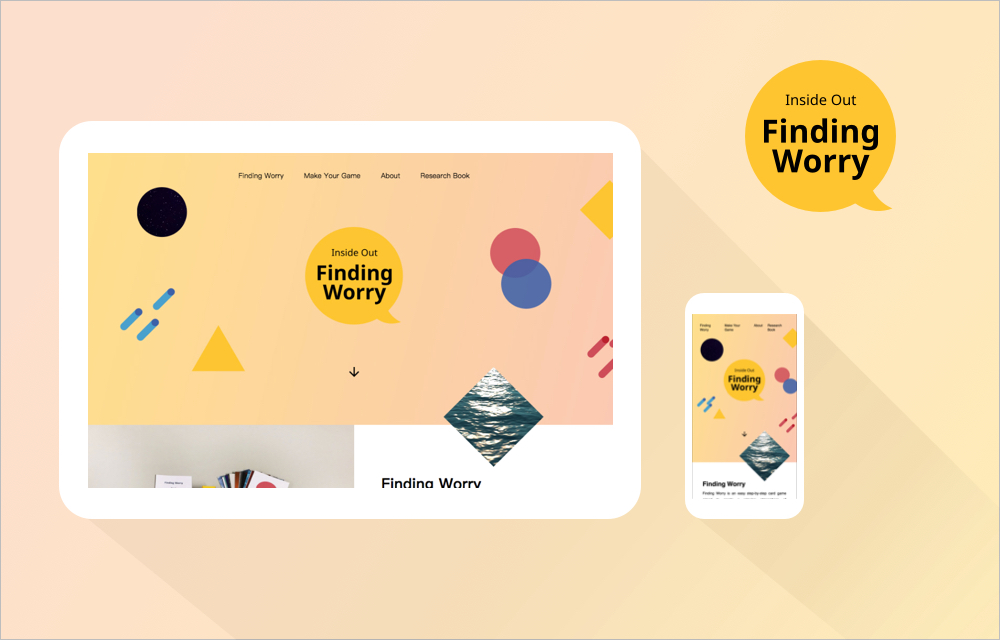 Inside Out
Finding
Worry
Finding Worry
Make Your Game
About
Research Book
Inside Out
Finding
Worry
Finding Worry
Finding Worry
Finding
Worry
Make Your
Game
About
Research
Book
Inside Out
Finding
Worry
Finding Worry
Finding Worry is an easy step-by-step card game